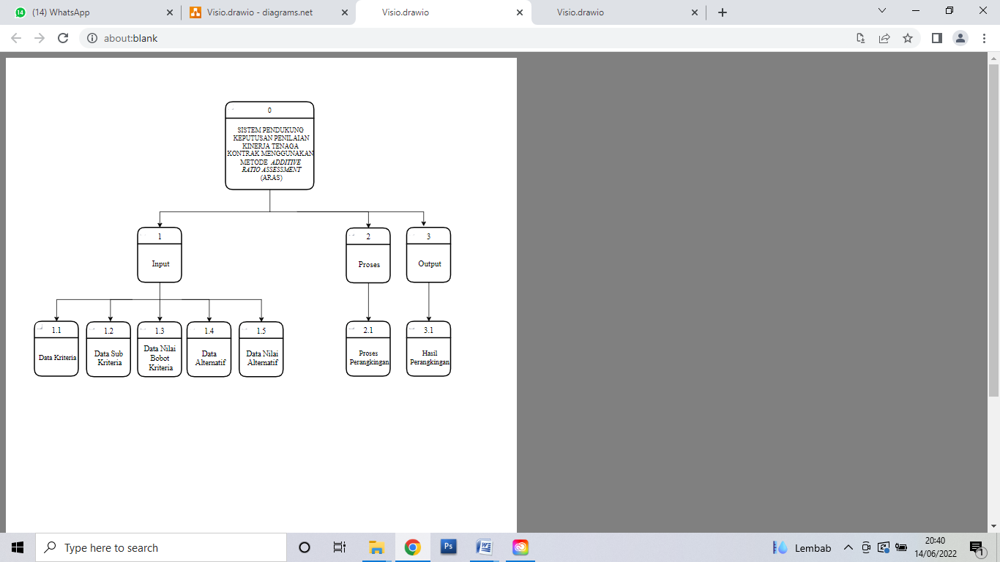 (14) WhatsApp
Visio.drawio - diagrams.net
Visio.drawio
Visio.drawio
about:blank
0
SISTEM PENDUKUNG
KEPUTUSAN PENILAIAN
KINERJA TENAGA
KONTRAK MENGGUNAKAN
METODE ADDITIVE
RATIO ASSESSMENT
(ARAS)
1
Input
2
Proses
3
Output
1.1
Data Kriteria
1.2
Data Sub
Kriteria
1.3
Data Nilai
Bobot
Kriteria
1.4
Data
Alternatif
1.5
Data Nilai
Alternatif
2.1
Proses
Perangkingan
3.1
Hasil
Perangkingan
Type here to search
Ps
Lembab
20:40
14/06/2022
1